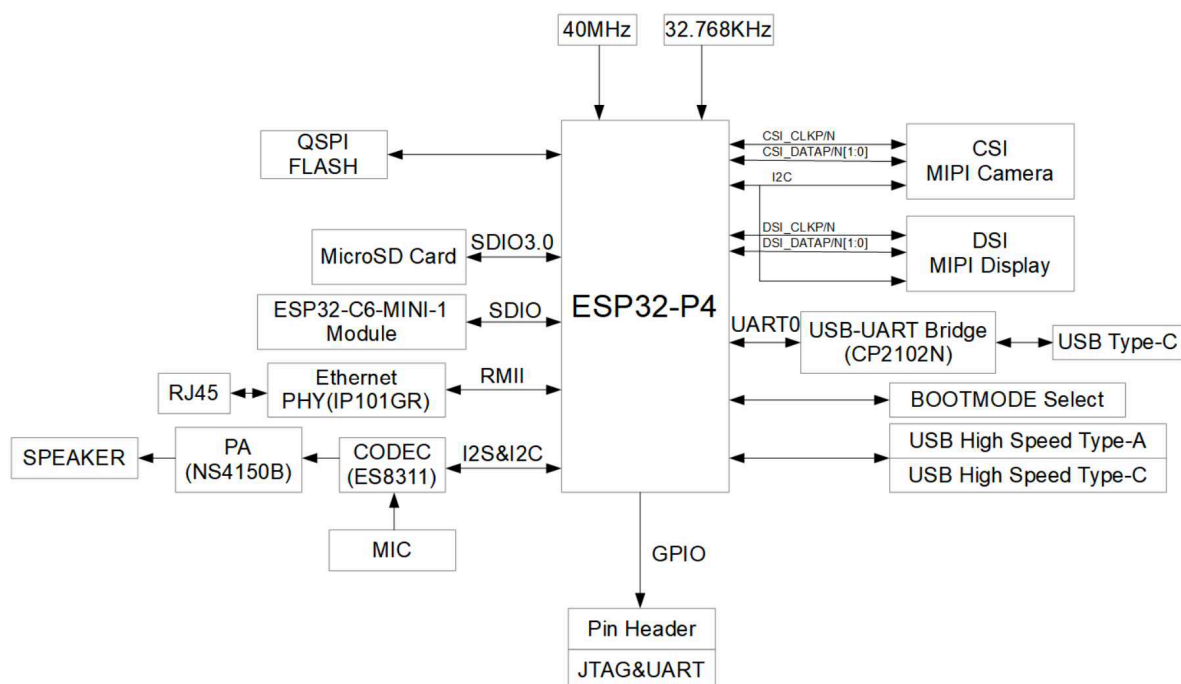 40MHz
32.768KHz
QSPI
FLASH
CSI_CLKP/N
CSI_DATAP/N[1:0]
I2C
CSI
MIPI Camera
MicroSD Card
SDIO3.0
DSI_CLKP/N
DSI_DATAP/N[1:0]
DSI
MIPI Display
ESP32-P4
ESP32-C6-MINI-1
Module
SDIO
UART0
USB-UART Bridge
(CP2102N)
USB Type-C
RJ45
Ethernet
PHY(IP101GR)
RMII
BOOTMODE Select
SPEAKER
PA
(NS4150B)
CODEC
(ES8311)
I2S&I2C
USB High Speed Type-A
USB High Speed Type-C
MIC
GPIO
Pin Header
JTAG&UART